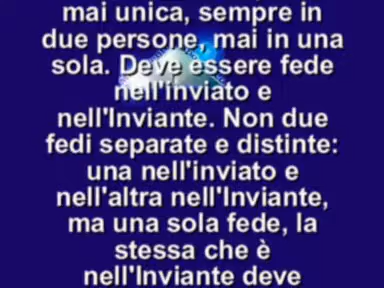 mai unica, sempre in
due persone, mai in una
sola. Deve essere fede
nell'inviato e
nell'Inviante. Non due
fedi separate e distinte:
una nell'inviato e
nell'altra nell'Inviante,
ma una sola fede, la
stessa che è
nell'Inviante deve